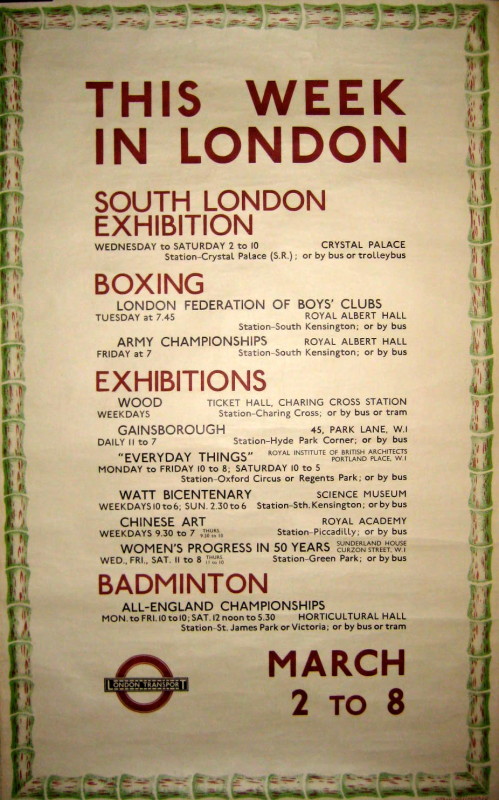 THIS WEEK
IN LONDON
SOUTH LONDON
EXHIBITION
WEDNESDAY to SATURDAY 2 to 10 CRYSTAL PALACE
Station-Crystal Palace (S.R.); or by bus or trolleybus
BOXING
LONDON FEDERATION OF BOYS' CLUBS
TUESDAY at 7.45 ROYAL ALBERT HALL
Station-South Kensington; or by bus
ARMY CHAMPIONSHIPS ROYAL ALBERT HALL
FRIDAY at 7 Station-South Kensington; or by bus
EXHIBITIONS
WOOD TICKET HALL, CHARING CROSS STATION
WEEKDAYS Station-Charing Cross; or by bus or tram
GAINSBOROUGH 45, PARK LANE, W.1
DAILY 11 to 7 Station-Hyde Park Corner; or by bus
"EVERYDAY THINGS" ROYAL INSTITUTE OF BRITISH ARCHITECTS
PORTLAND PLACE, W.1
MONDAY to FRIDAY 10 to 8; SATURDAY 10 to 5
Station-Oxford Circus or Regents Park; or by bus
WATT BICENTENARY SCIENCE MUSEUM
WEEKDAYS 10 to 6; SUN. 2.30 to 6 Station-Sth. Kensington; or by bus
CHINESE ART ROYAL ACADEMY
WEEKDAYS 9.30 to 7 THURS. Station-Piccadilly; or by bus
WOMEN'S PROGRESS IN 50 YEARS SUNDERLAND HOUSE
CURZON STREET, W.1
WED., FRI., SAT. 11 to 8 THURS. 11 to 10 Station-Green Park; or by bus
BADMINTON
ALL-ENGLAND CHAMPIONSHIPS
MON. to FRI. 10 to 10; SAT. 12 noon to 5.30 HORTICULTURAL HALL
Station-St. James Park or Victoria; or by bus or tram
LONDON TRANSPORT
MARCH
2 TO 8